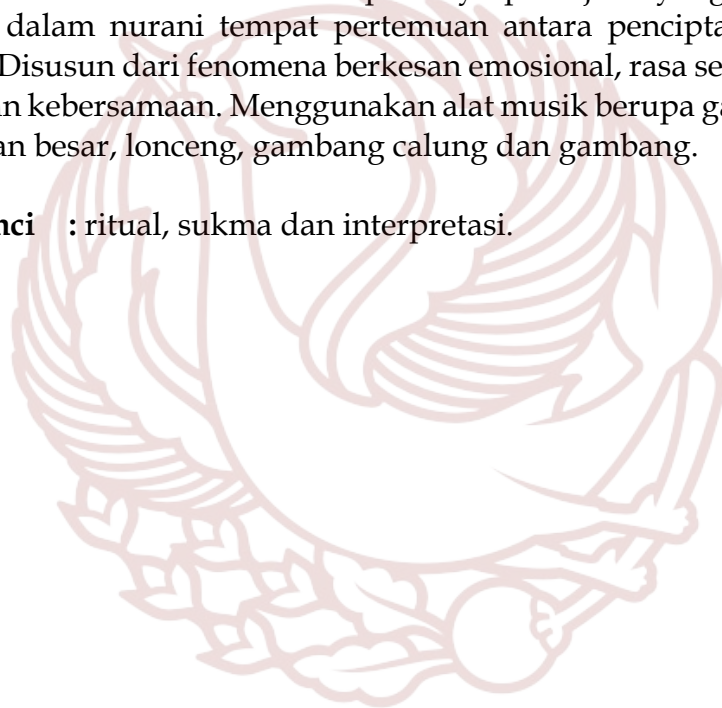 dalam nurani tempat pertemuan antara pencipta
Disusun dari fenomena berkesan emosional, rasa se
n kebersamaan. Menggunakan alat musik berupa ga
an besar, lonceng, gambang calung dan gambang.
nci : ritual, sukma dan interpretasi.